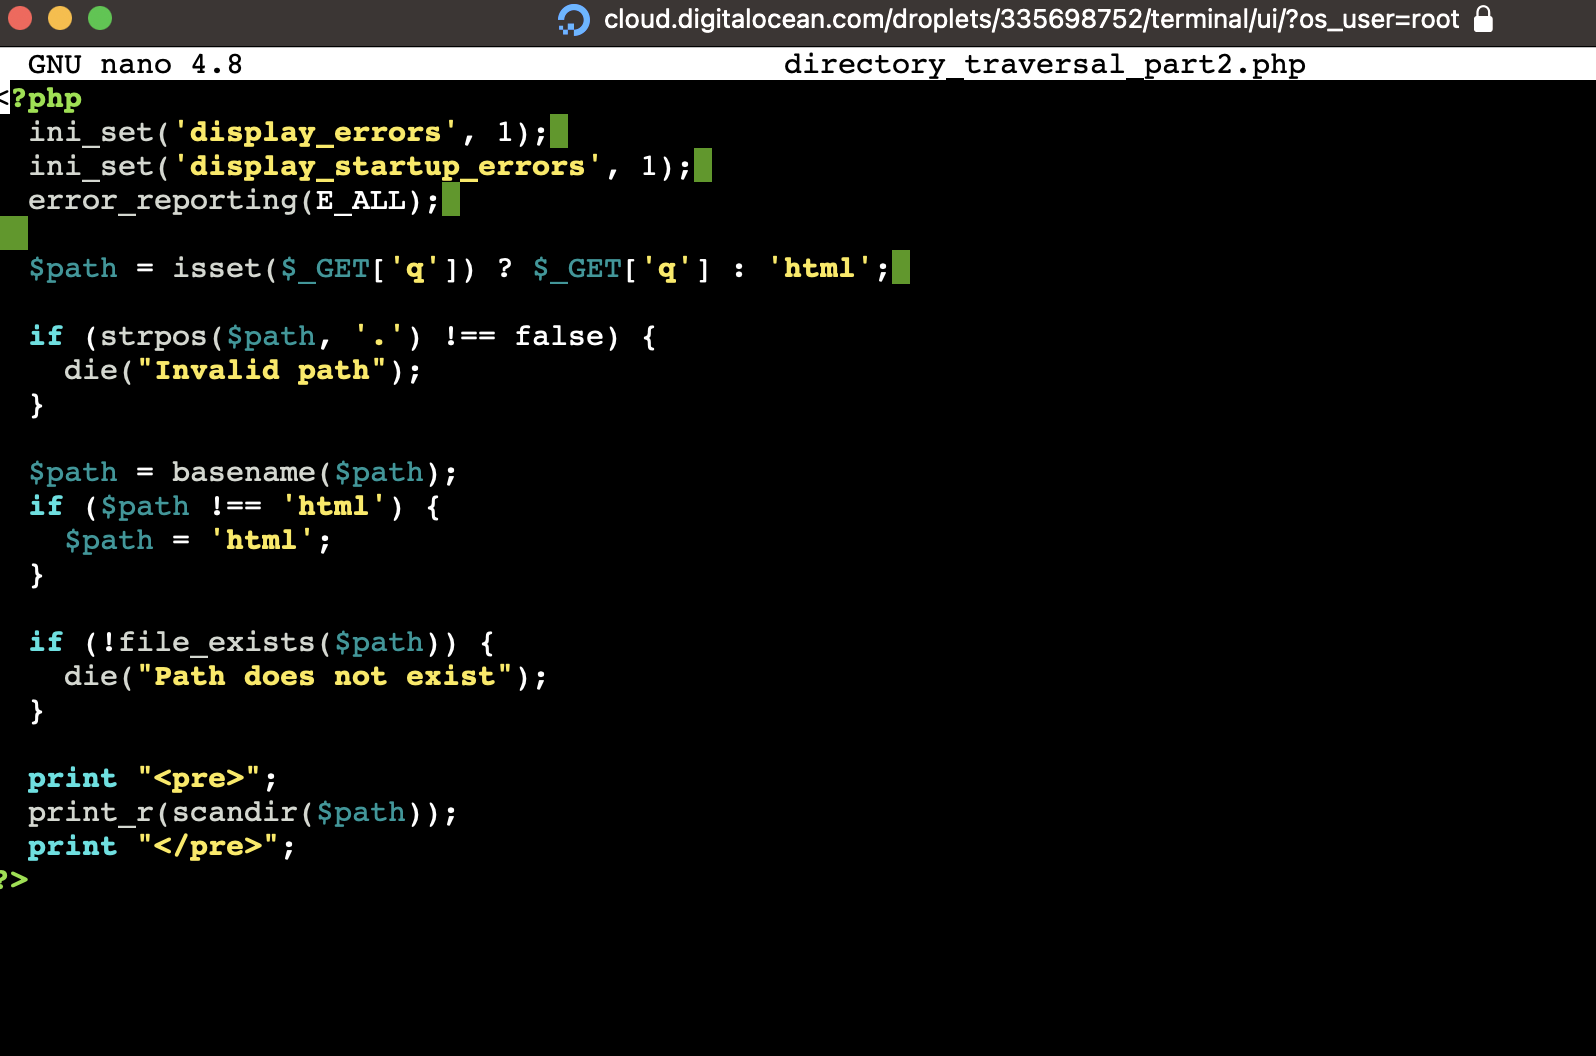 cloud.digitalocean.com/droplets/335698752/terminal/ui/?os_user=root
GNU nano 4.8 directory_traversal_part2.php
<?php
ini_set('display_errors', 1);
ini_set('display_startup_errors', 1);
error_reporting(E_ALL);
$path = isset($_GET['q']) ? $_GET['q'] : 'html';
if (strpos($path, '.') !== false) {
die("Invalid path");
}
$path = basename($path);
if ($path !== 'html') {
$path = 'html';
}
if (!file_exists($path)) {
die("Path does not exist");
}
print "<pre>";
print_r(scandir($path));
print "</pre>";
?>